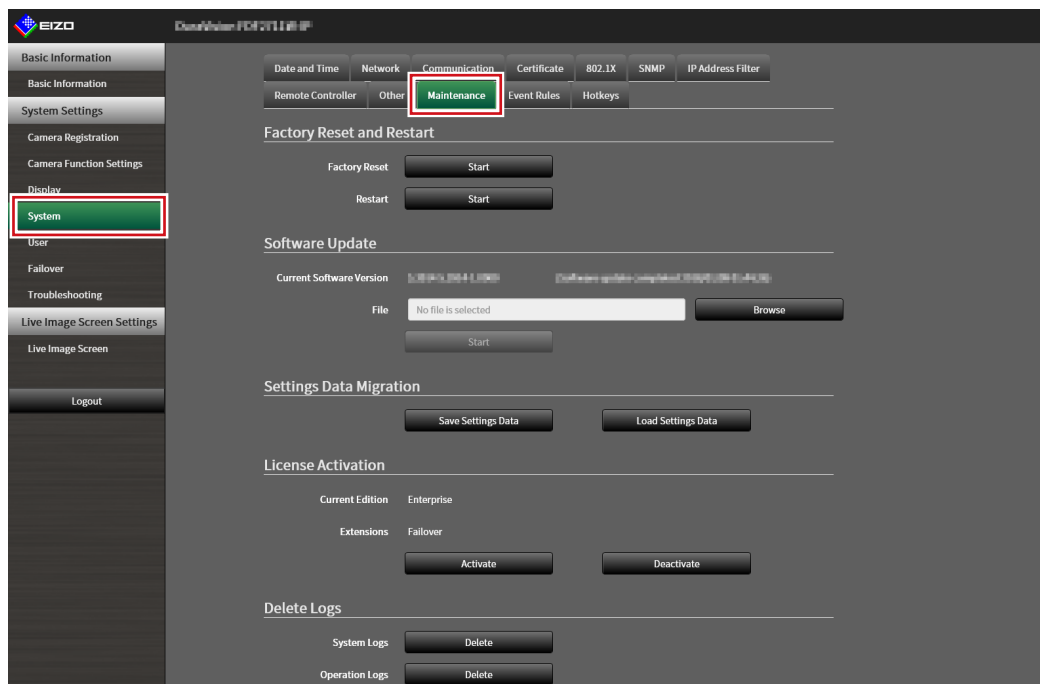 EIZO
Basic Information
Basic Information
System Settings
Camera Registration
Camera Function Settings
Display
System
User
Failover
Troubleshooting
Live Image Screen Settings
Live Image Screen
Logout
Date and Time Network Communication Certificate 802.1X SNMP IP Address Filter
Remote Controller Other Maintenance Event Rules Hotkeys
Factory Reset and Restart
Factory Reset Start
Restart Start
Software Update
Current Software Version
File No file is selected Browse
Start
Settings Data Migration
Save Settings Data Load Settings Data
License Activation
Current Edition Enterprise
Extensions Failover
Activate Deactivate
Delete Logs
System Logs Delete
Operation Logs Delete